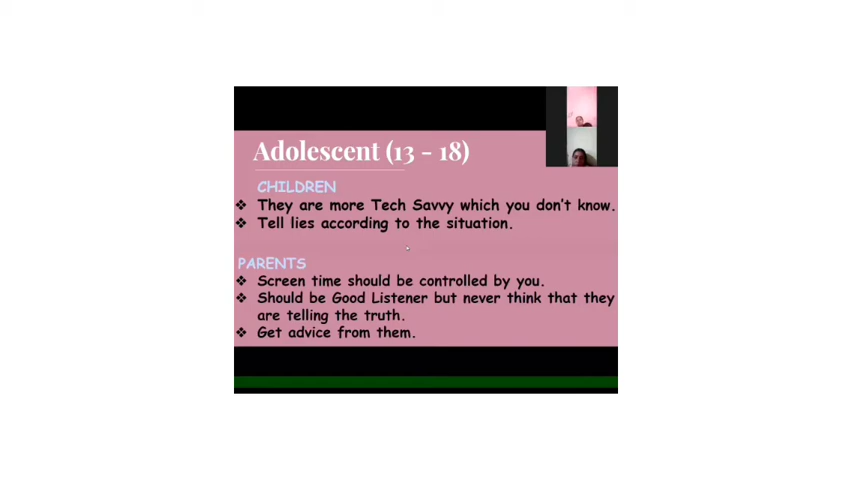 Adolescent (13 - 18)
CHILDREN
❖ They are more Tech Savvy which you don't know.
❖ Tell lies according to the situation.
PARENTS
❖ Screen time should be controlled by you.
❖ Should be Good Listener but never think that they
are telling the truth.
❖ Get advice from them.